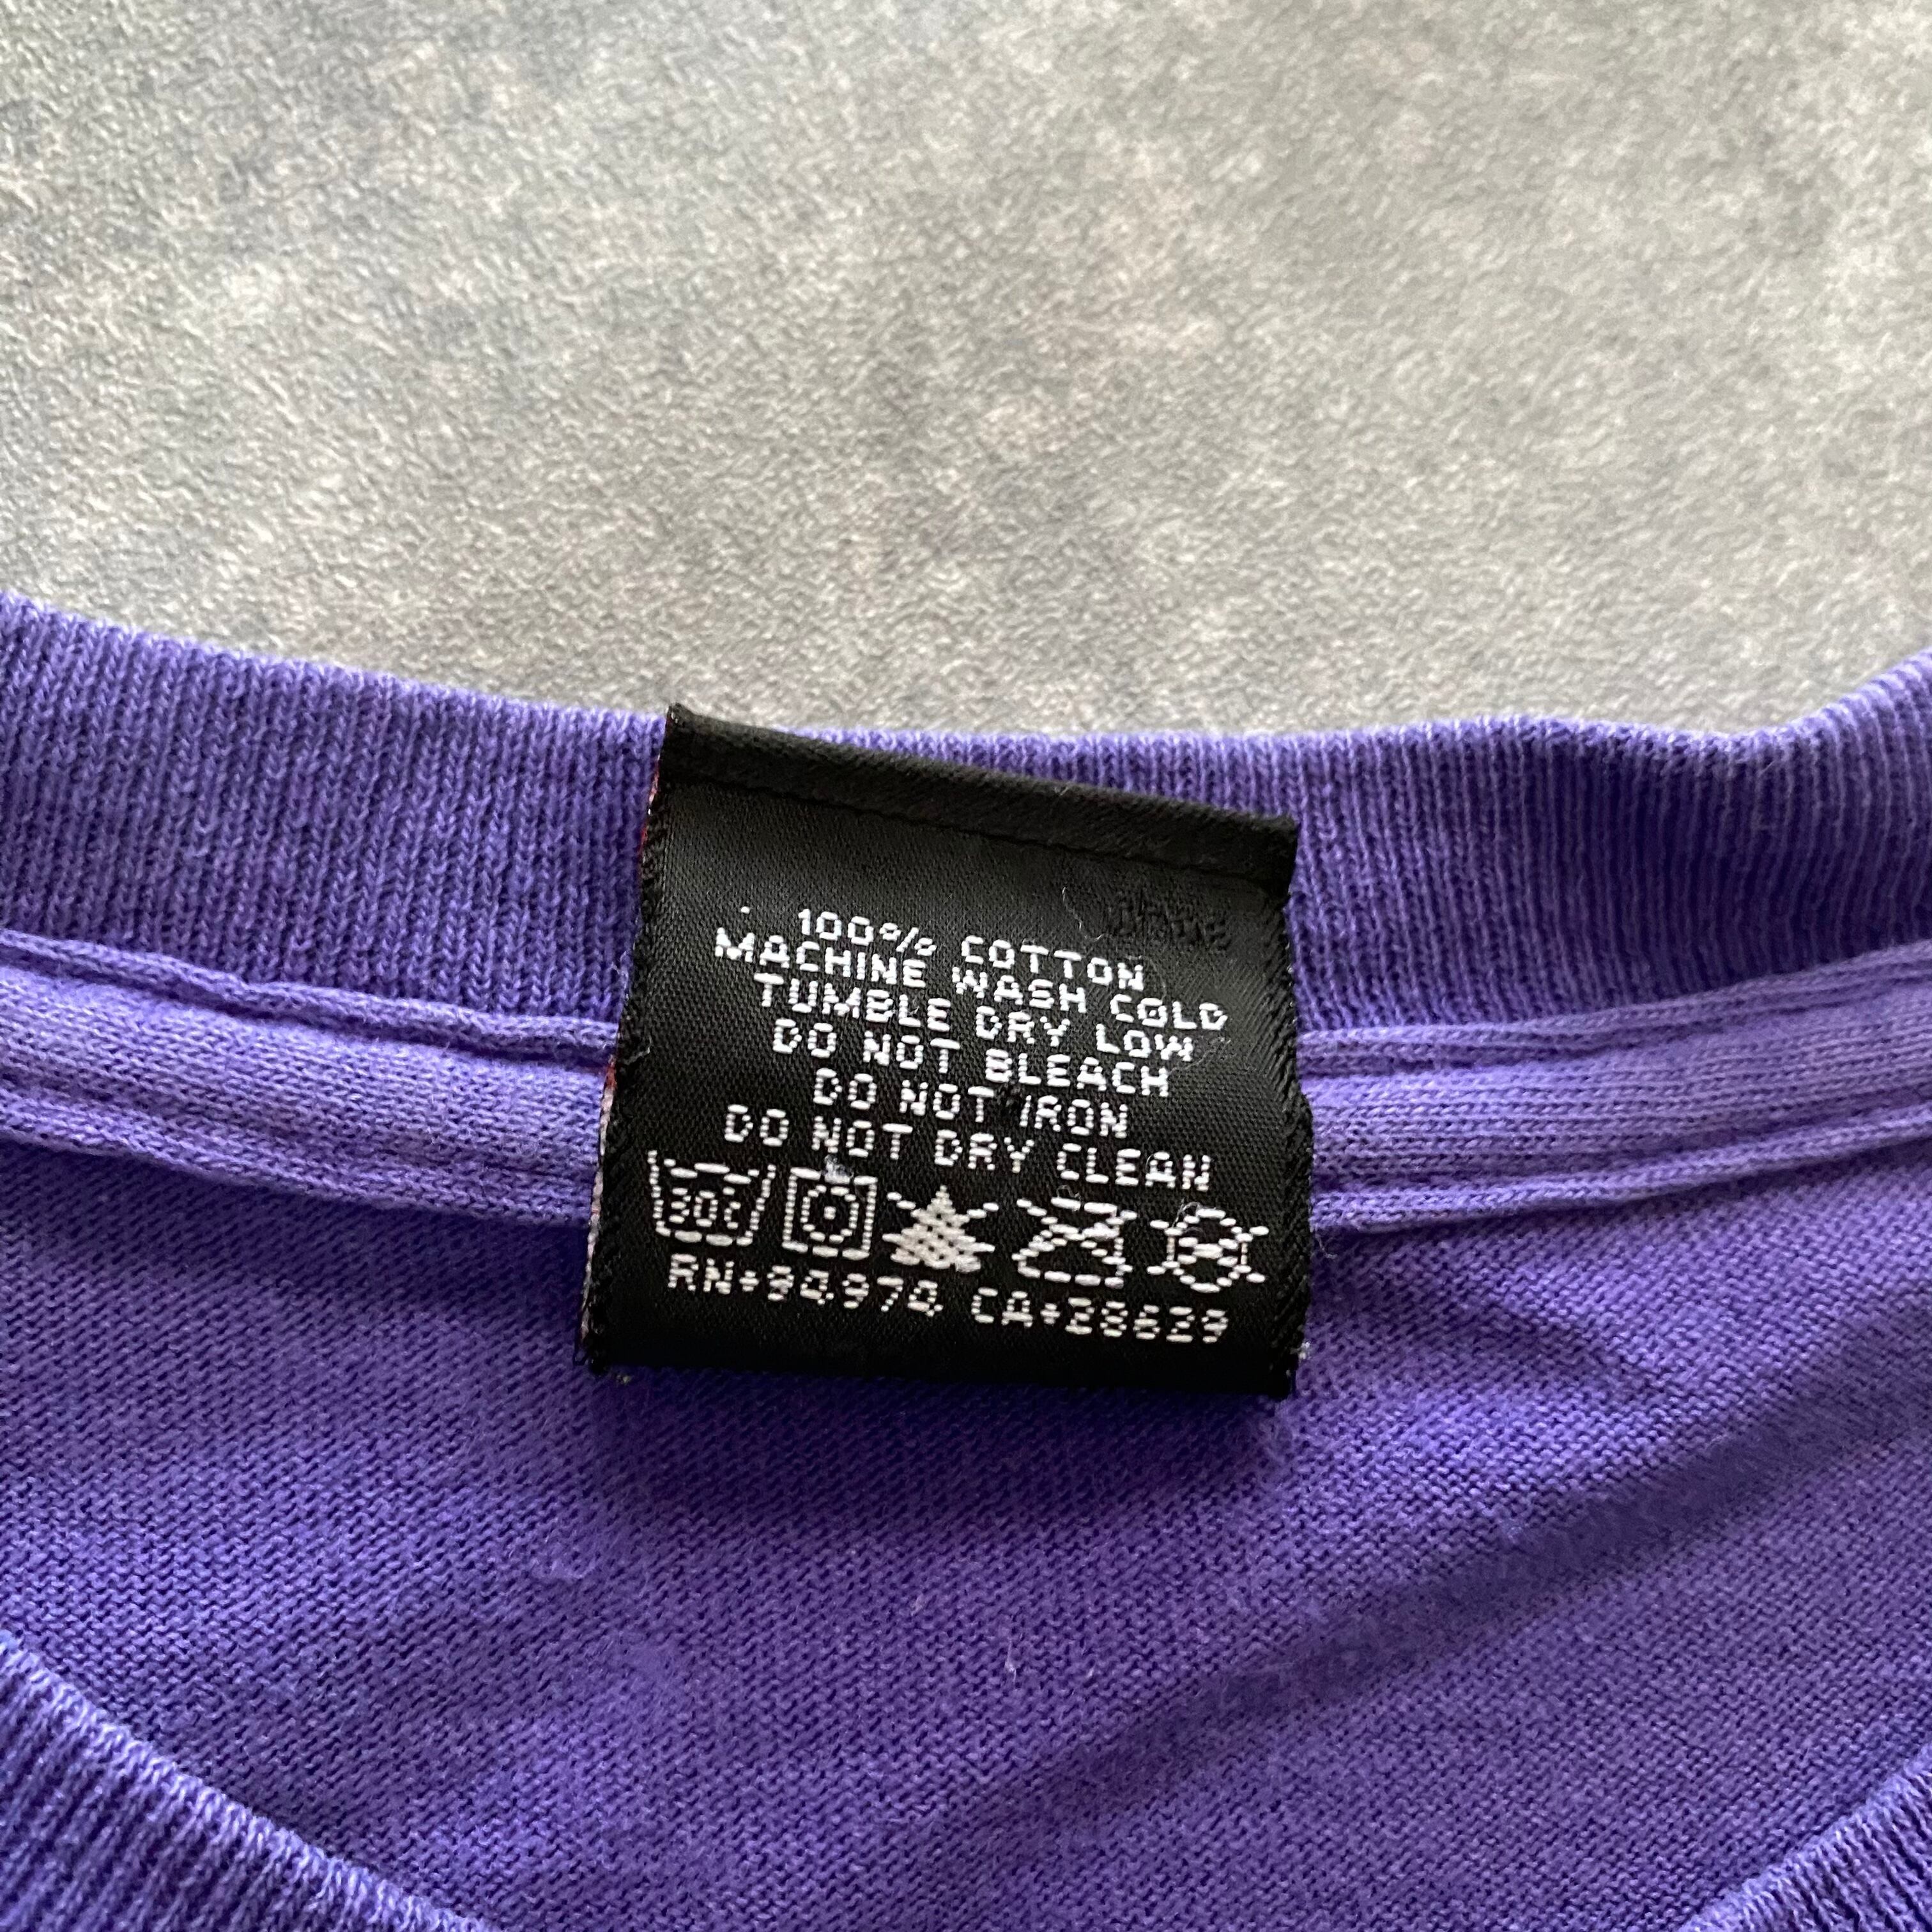 100% COTTON
MACHINE WASH COLD
TUMBLE DRY LOW
DO NOT BLEACH
DO NOT IRON
DO NOT DRY CLEAN
30c
RN+94974 CA+28629